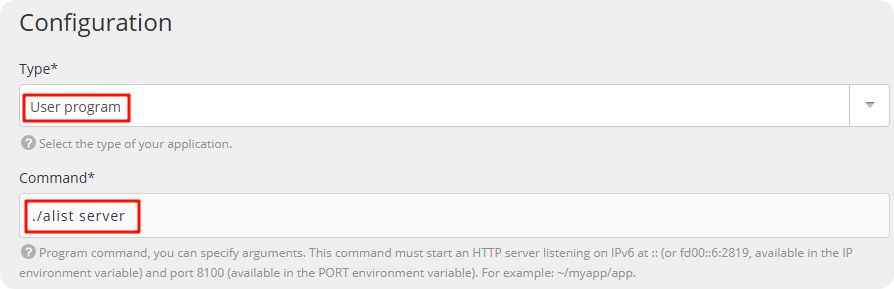 Configuration
Type*
User program
Select the type of your application.
Command*
./alist server
Program command, you can specify arguments. This command must start an HTTP server listening on IPv6 at :: (or fd00::6:2819, available in the IP
environment variable) and port 8100 (available in the PORT environment variable). For example: ~/myapp/app.